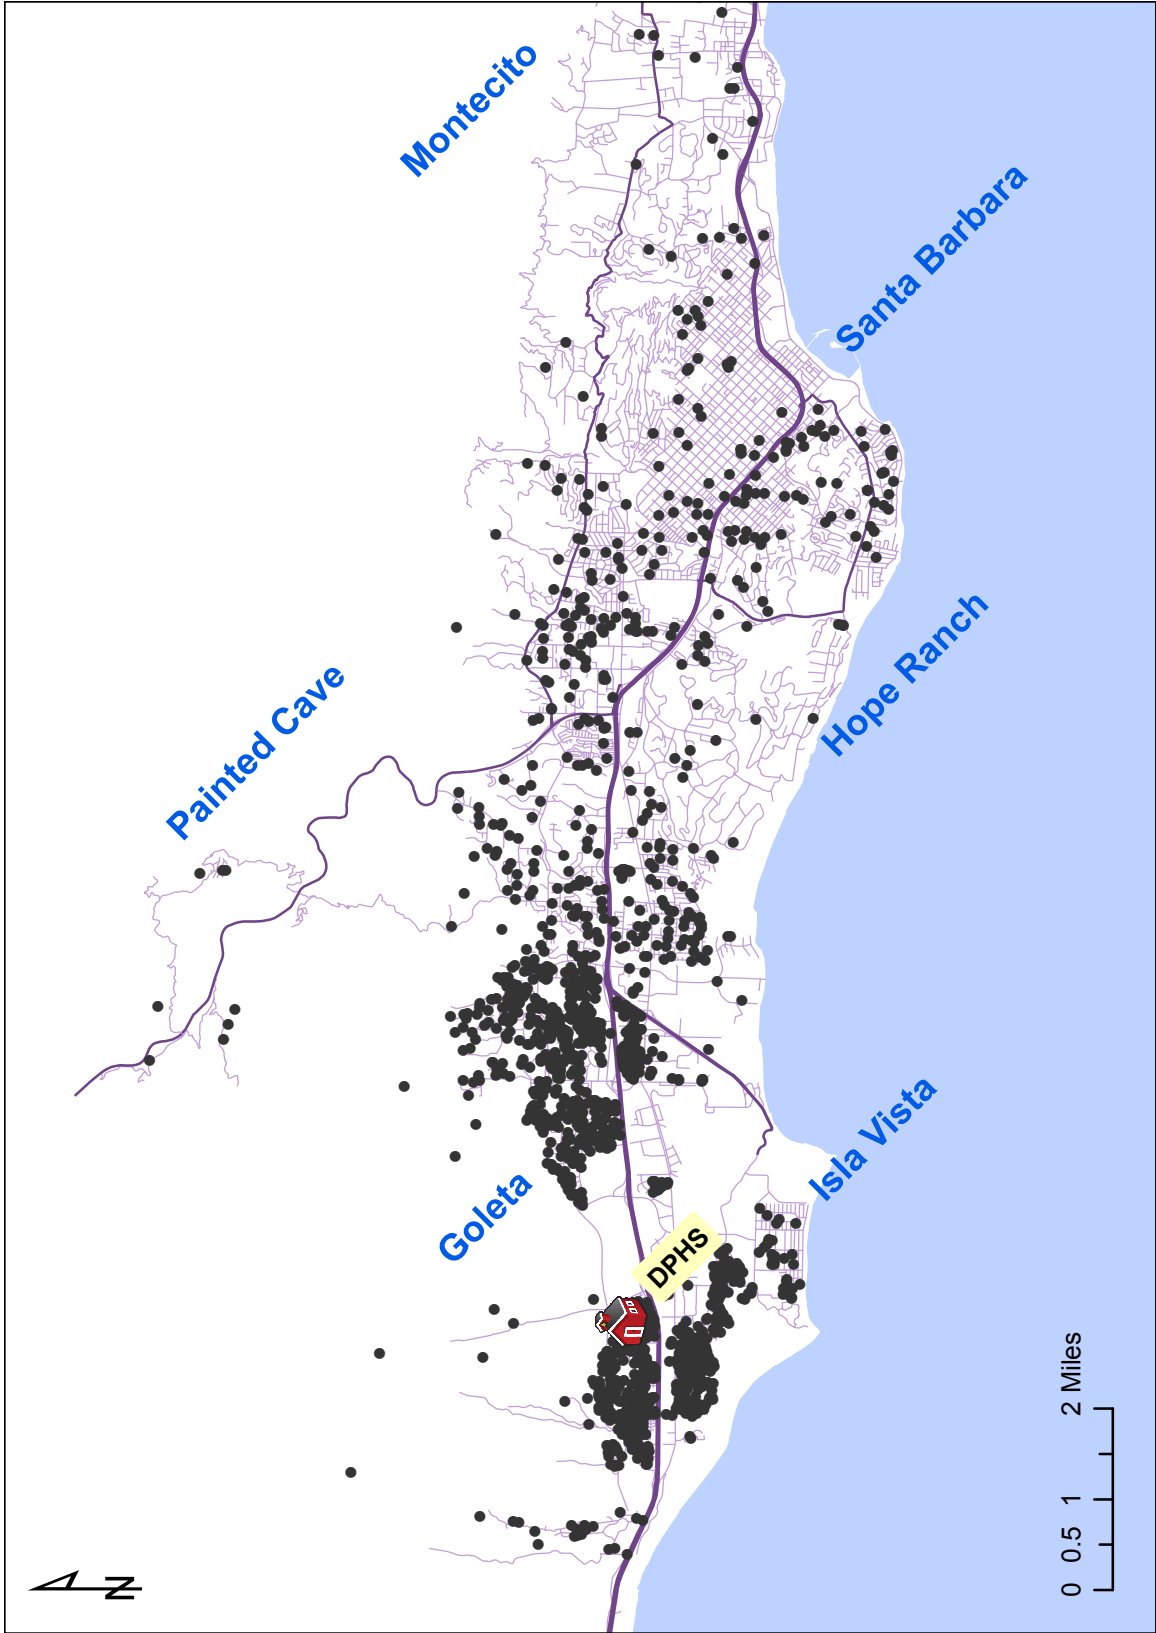 Montecito
Santa Barbara
Painted Cave
Hope Ranch
Goleta
Isla Vista
DPHS
0 0.5 1 2 Miles
N